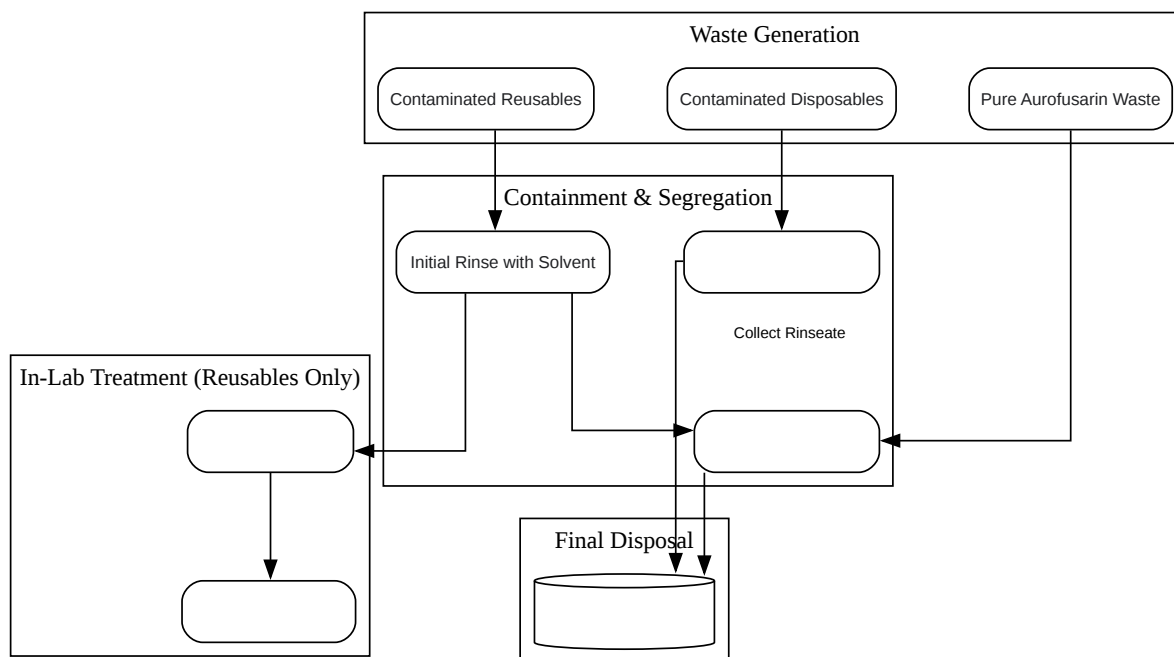 Waste Generation
Contaminated Reusables
Contaminated Disposables
Pure Aurofusarin Waste
Containment & Segregation
Initial Rinse with Solvent
Collect Rinseate
In-Lab Treatment (Reusables Only)
Final Disposal